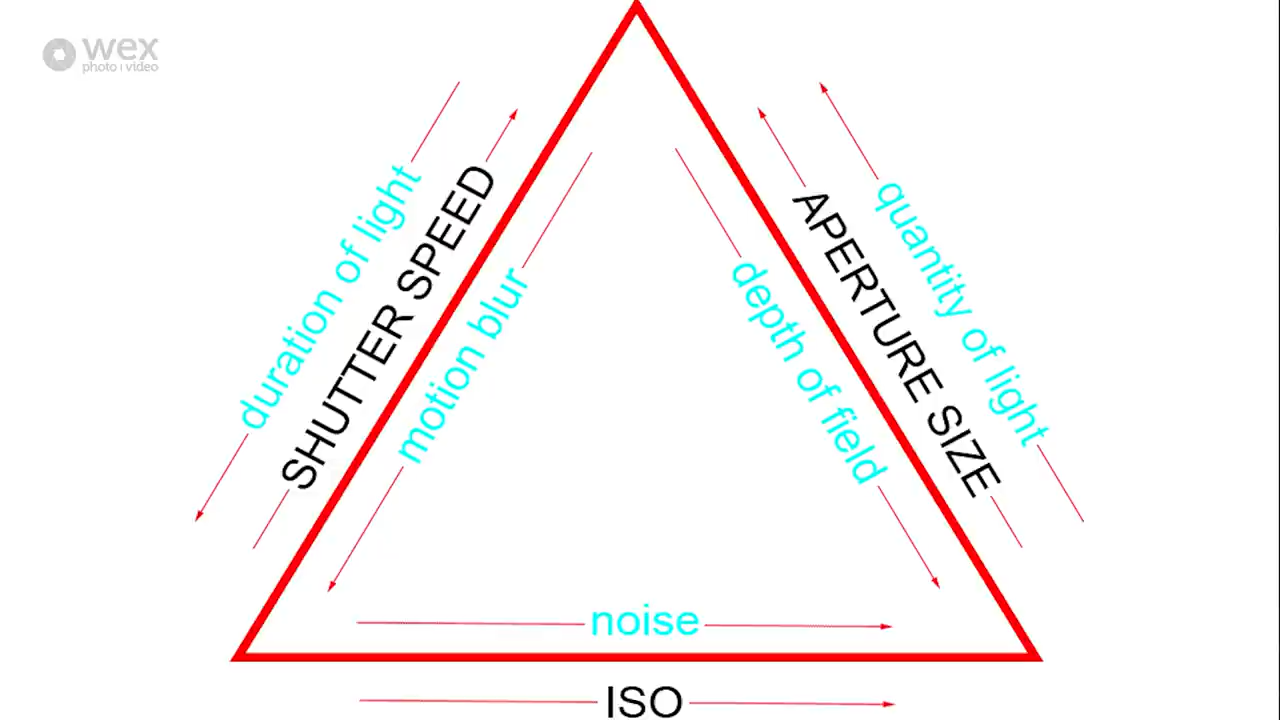 wex
photo | video
duration of light
SHUTTER SPEED
motion blur
depth of field
APERTURE SIZE
quantity of light
noise
ISO